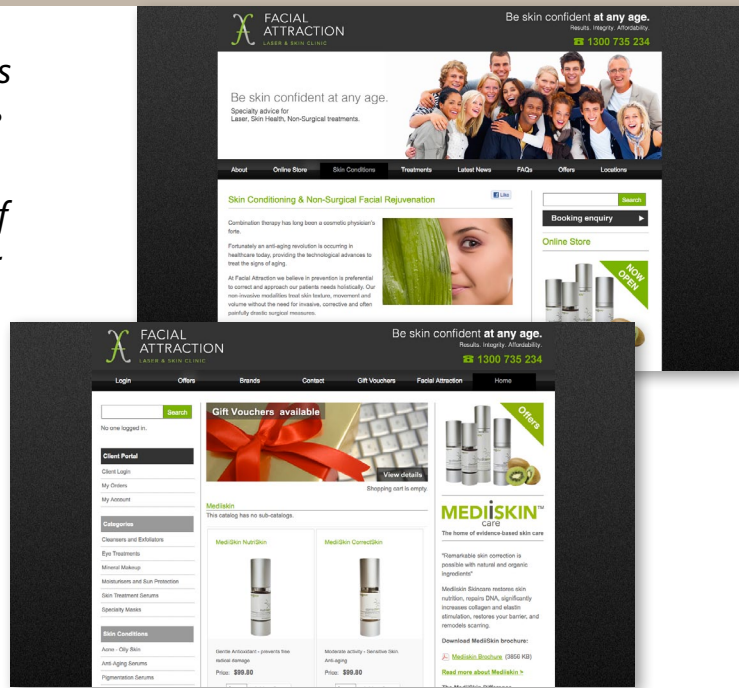 s
of
FACIAL
ATTRACTION
LASER & SKIN CLINIC
Be skin confident at any age.
Results. Integrity. Affordability.
1300 735 234
Be skin confident at any age.
Specialty advice for
Laser, Skin Health, Non-Surgical treatments.
About Online Store Skin Conditions Treatments Latest News FAQs Offers Locations
Skin Conditioning & Non-Surgical Facial Rejuvenation
Like
Combination therapy has long been a cosmetic physician's
forte.
Fortunately an anti-aging revolution is occurring in
healthcare today, providing the technological advances to
treat the signs of aging.
At Facial Attraction we believe in prevention is preferential
to correct and approach our patients needs holistically. Our
non-invasive modalities treat skin texture, movement and
volume without the need for invasive, corrective and often
painfully drastic surgical measures.
Search
Booking enquiry
Online Store
NOW
OPEN
FACIAL
ATTRACTION
LASER & SKIN CLINIC
Be skin confident at any age.
Results. Integrity. Affordability.
1300 735 234
Login Offers Brands Contact Gift Vouchers Facial Attraction Home
Search
No one logged in.
Client Portal
Client Login
My Orders
My Account
Categories
Cleansers and Exfoliators
Eye Treatments
Mineral Makeup
Moisturisers and Sun Protection
Skin Treatment Serums
Specialty Masks
Skin Conditions
Acne - Oily Skin
Anti-Aging Serums
Pigmentation Serums
Gift Vouchers available
View details
Shopping cart is empty.
Mediiskin
This catalog has no sub-catalogs.
MediiSkin NutriSkin
Gentle Antioxidant - prevents free
radical damage
Price: $99.80
MediiSkin CorrectSkin
Moderate activity - Sensitive Skin
Anti-aging
Price: $99.80
Offers
MEDIISKIN™
care
The home of evidence-based skin care
"Remarkable skin correction is
possible with natural and organic
ingredients"
Mediiskin Skincare restores skin
nutrition, repairs DNA, significantly
increases collagen and elastin
stimulation, restores your barrier, and
remodels scarring.
Download MediiSkin brochure:
Mediiskin Brochure (3856 KB)
Read more about Mediiskin >
The MediiSkin Difference